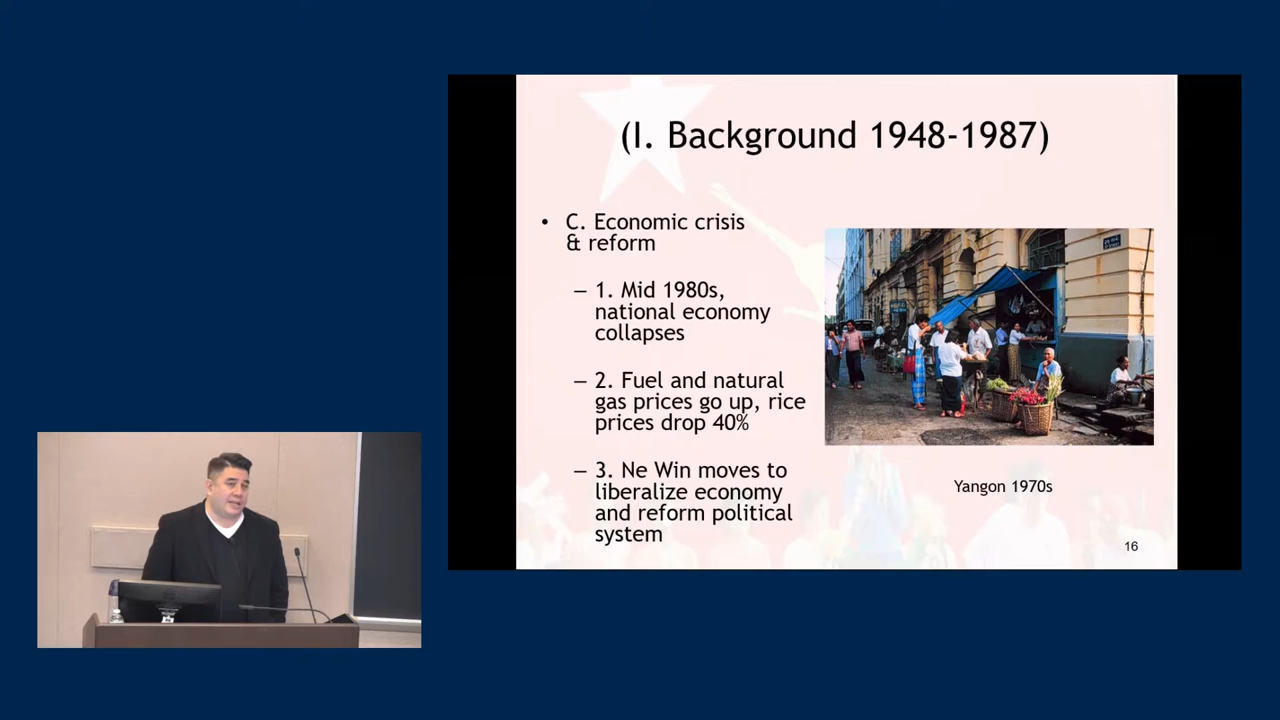 (I. Background 1948-1987)
• C. Economic crisis
& reform
– 1. Mid 1980s,
national economy
collapses
– 2. Fuel and natural
gas prices go up, rice
prices drop 40%
– 3. Ne Win moves to
liberalize economy
and reform political
system
Yangon 1970s
16